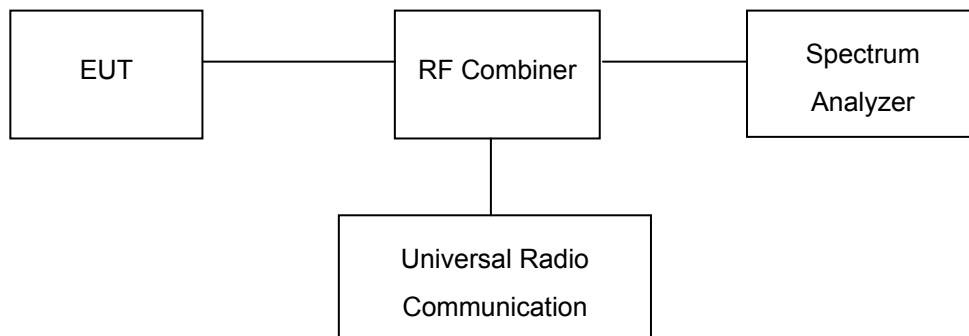 EUT
RF Combiner
Spectrum
Analyzer
Universal Radio
Communication